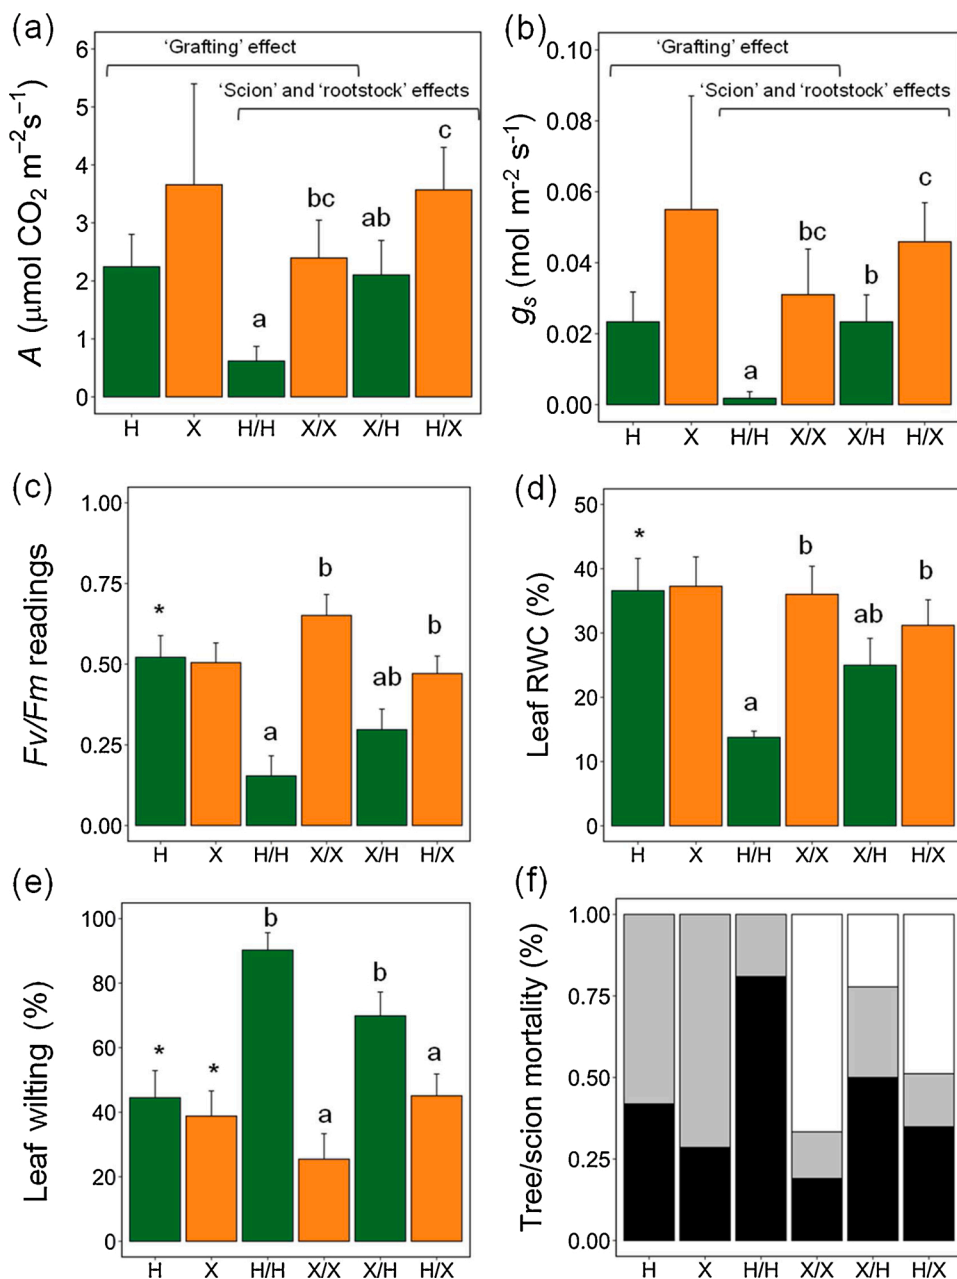 (a)
'Grafting' effect
'Scion' and 'rootstock' effects
A (μmol CO₂ m⁻²s⁻¹)
6
5
4
3
2
1
0
a
bc
ab
c
H X H/H X/X X/H H/X
(b)
'Grafting' effect
'Scion' and 'rootstock' effects
gₛ (mol m⁻² s⁻¹)
0.10
0.08
0.06
0.04
0.02
0.00
a
bc
b
c
H X H/H X/X X/H H/X
(c)
Fv/Fm readings
1.00
0.75
0.50
0.25
0.00
*
a
b
ab
b
H X H/H X/X X/H H/X
(d)
Leaf RWC (%)
50
40
30
20
10
0
*
a
b
ab
b
H X H/H X/X X/H H/X
(e)
Leaf wilting (%)
100
80
60
40
20
0
*
*
b
a
b
a
H X H/H X/X X/H H/X
(f)
Tree/scion mortality (%)
1.00
0.75
0.50
0.25
0.00
H X H/H X/X X/H H/X